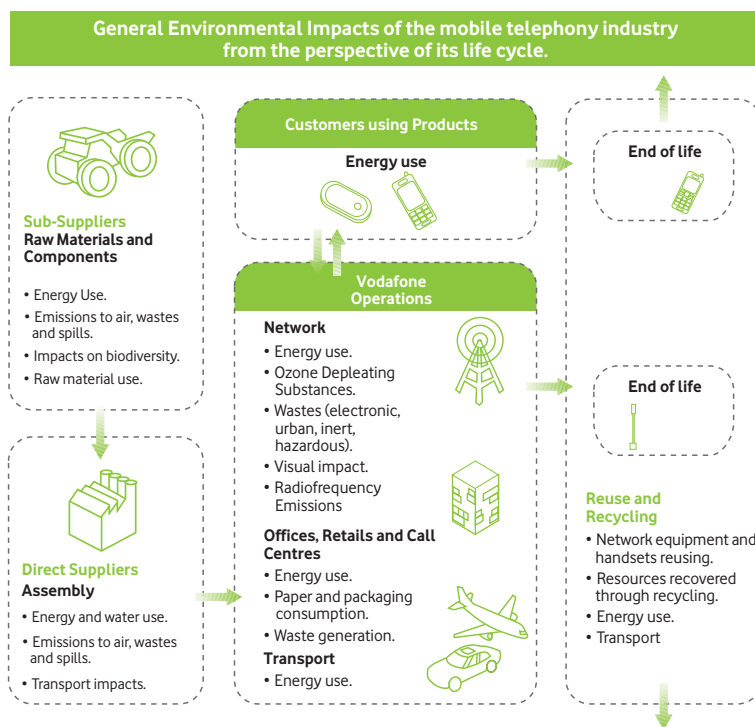 General Environmental Impacts of the mobile telephony industry
from the perspective of its life cycle.
Sub-Suppliers
Raw Materials and
Components
• Energy Use.
• Emissions to air, wastes
and spills.
• Impacts on biodiversity.
• Raw material use.
Direct Suppliers
Assembly
• Energy and water use.
• Emissions to air, wastes
and spills.
• Transport impacts.
Customers using Products
Energy use
Vodafone
Operations
Network
• Energy use.
• Ozone Depleating
Substances.
• Wastes (electronic,
urban, inert,
hazardous).
• Visual impact.
• Radiofrequency
Emissions
Offices, Retails and Call
Centres
• Energy use.
• Paper and packaging
consumption.
• Waste generation.
Transport
• Energy use.
End of life
End of life
Reuse and
Recycling
• Network equipment and
handsets reusing.
• Resources recovered
through recycling.
• Energy use.
• Transport